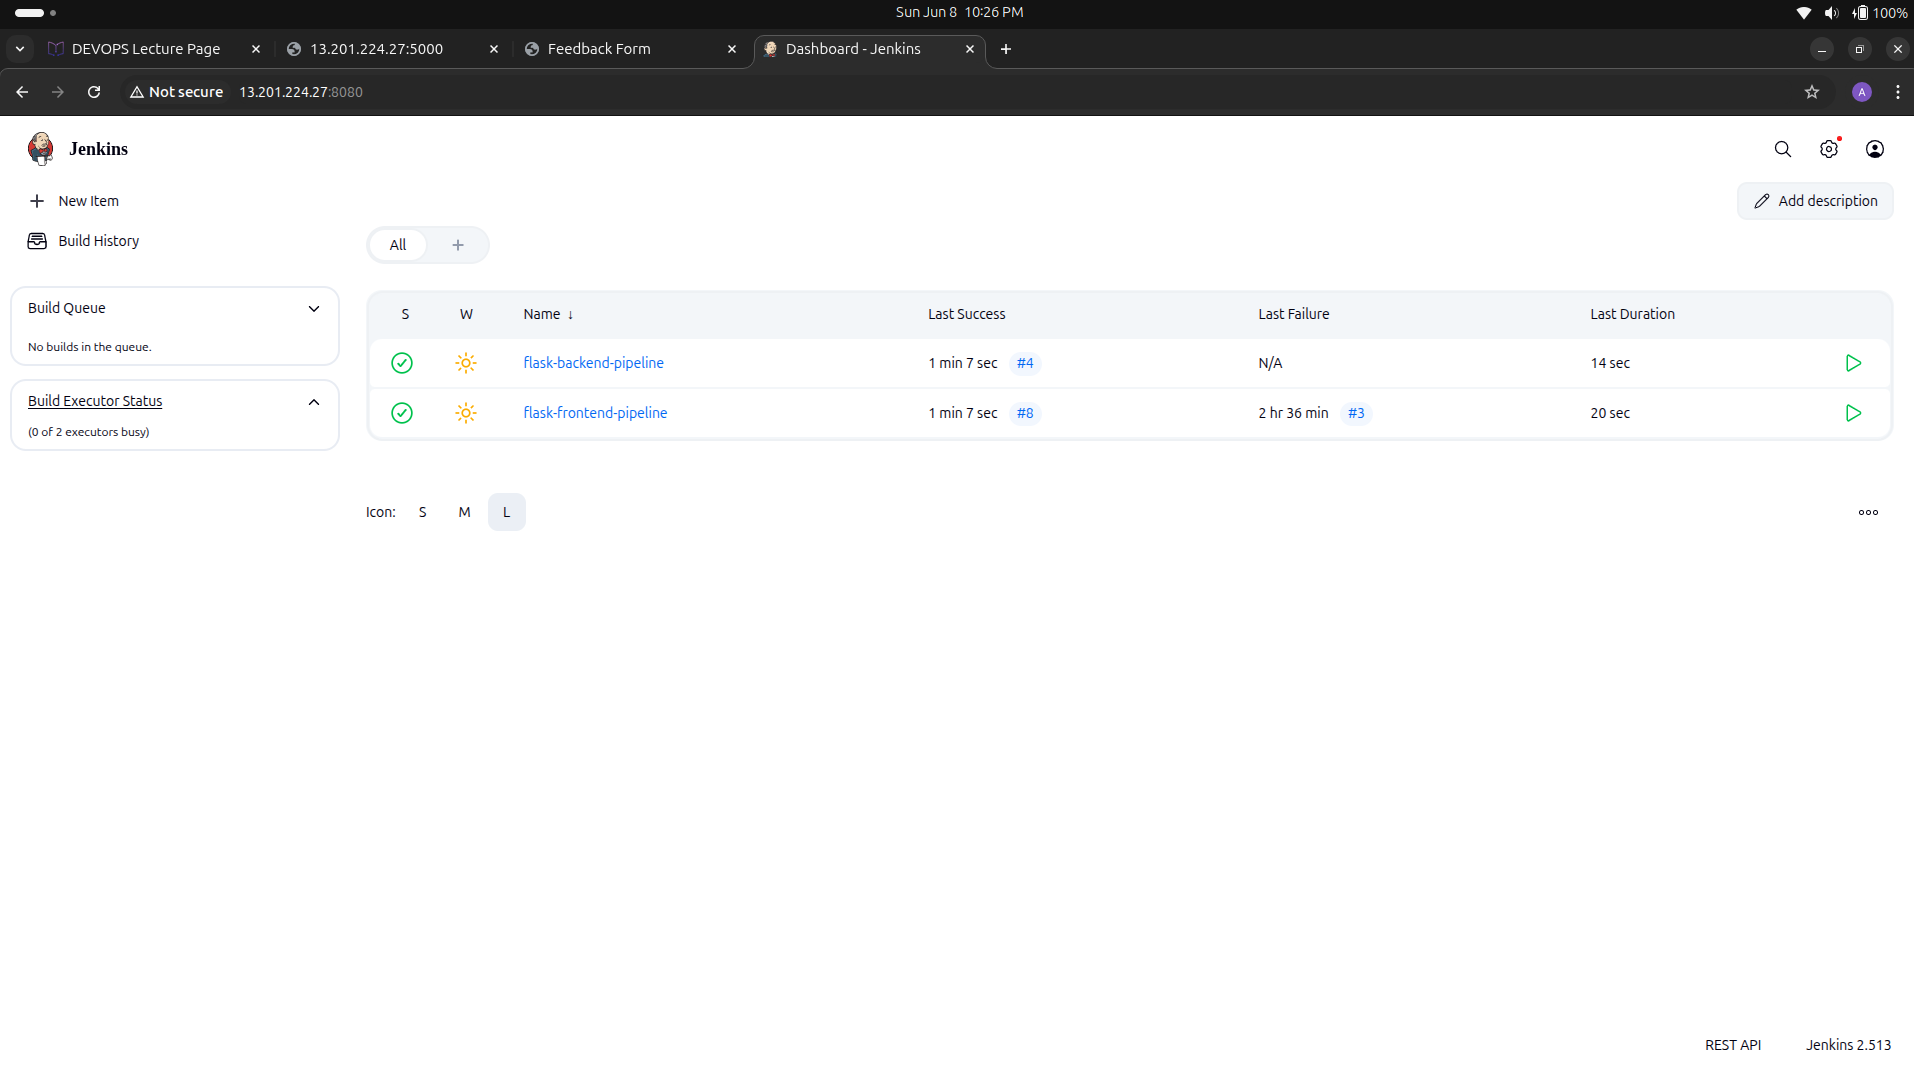 Sun Jun 8 10:26 PM
100%
DEVOPS Lecture Page
13.201.224.27:5000
Feedback Form
Dashboard - Jenkins
Not secure
13.201.224.27:8080
A
Jenkins
New Item
Add description
Build History
All
+
Build Queue
No builds in the queue.
Build Executor Status
(0 of 2 executors busy)
S W Name ↓ Last Success Last Failure Last Duration
flask-backend-pipeline 1 min 7 sec #4 N/A 14 sec
flask-frontend-pipeline 1 min 7 sec #8 2 hr 36 min #3 20 sec
Icon: S M L
REST API
Jenkins 2.513